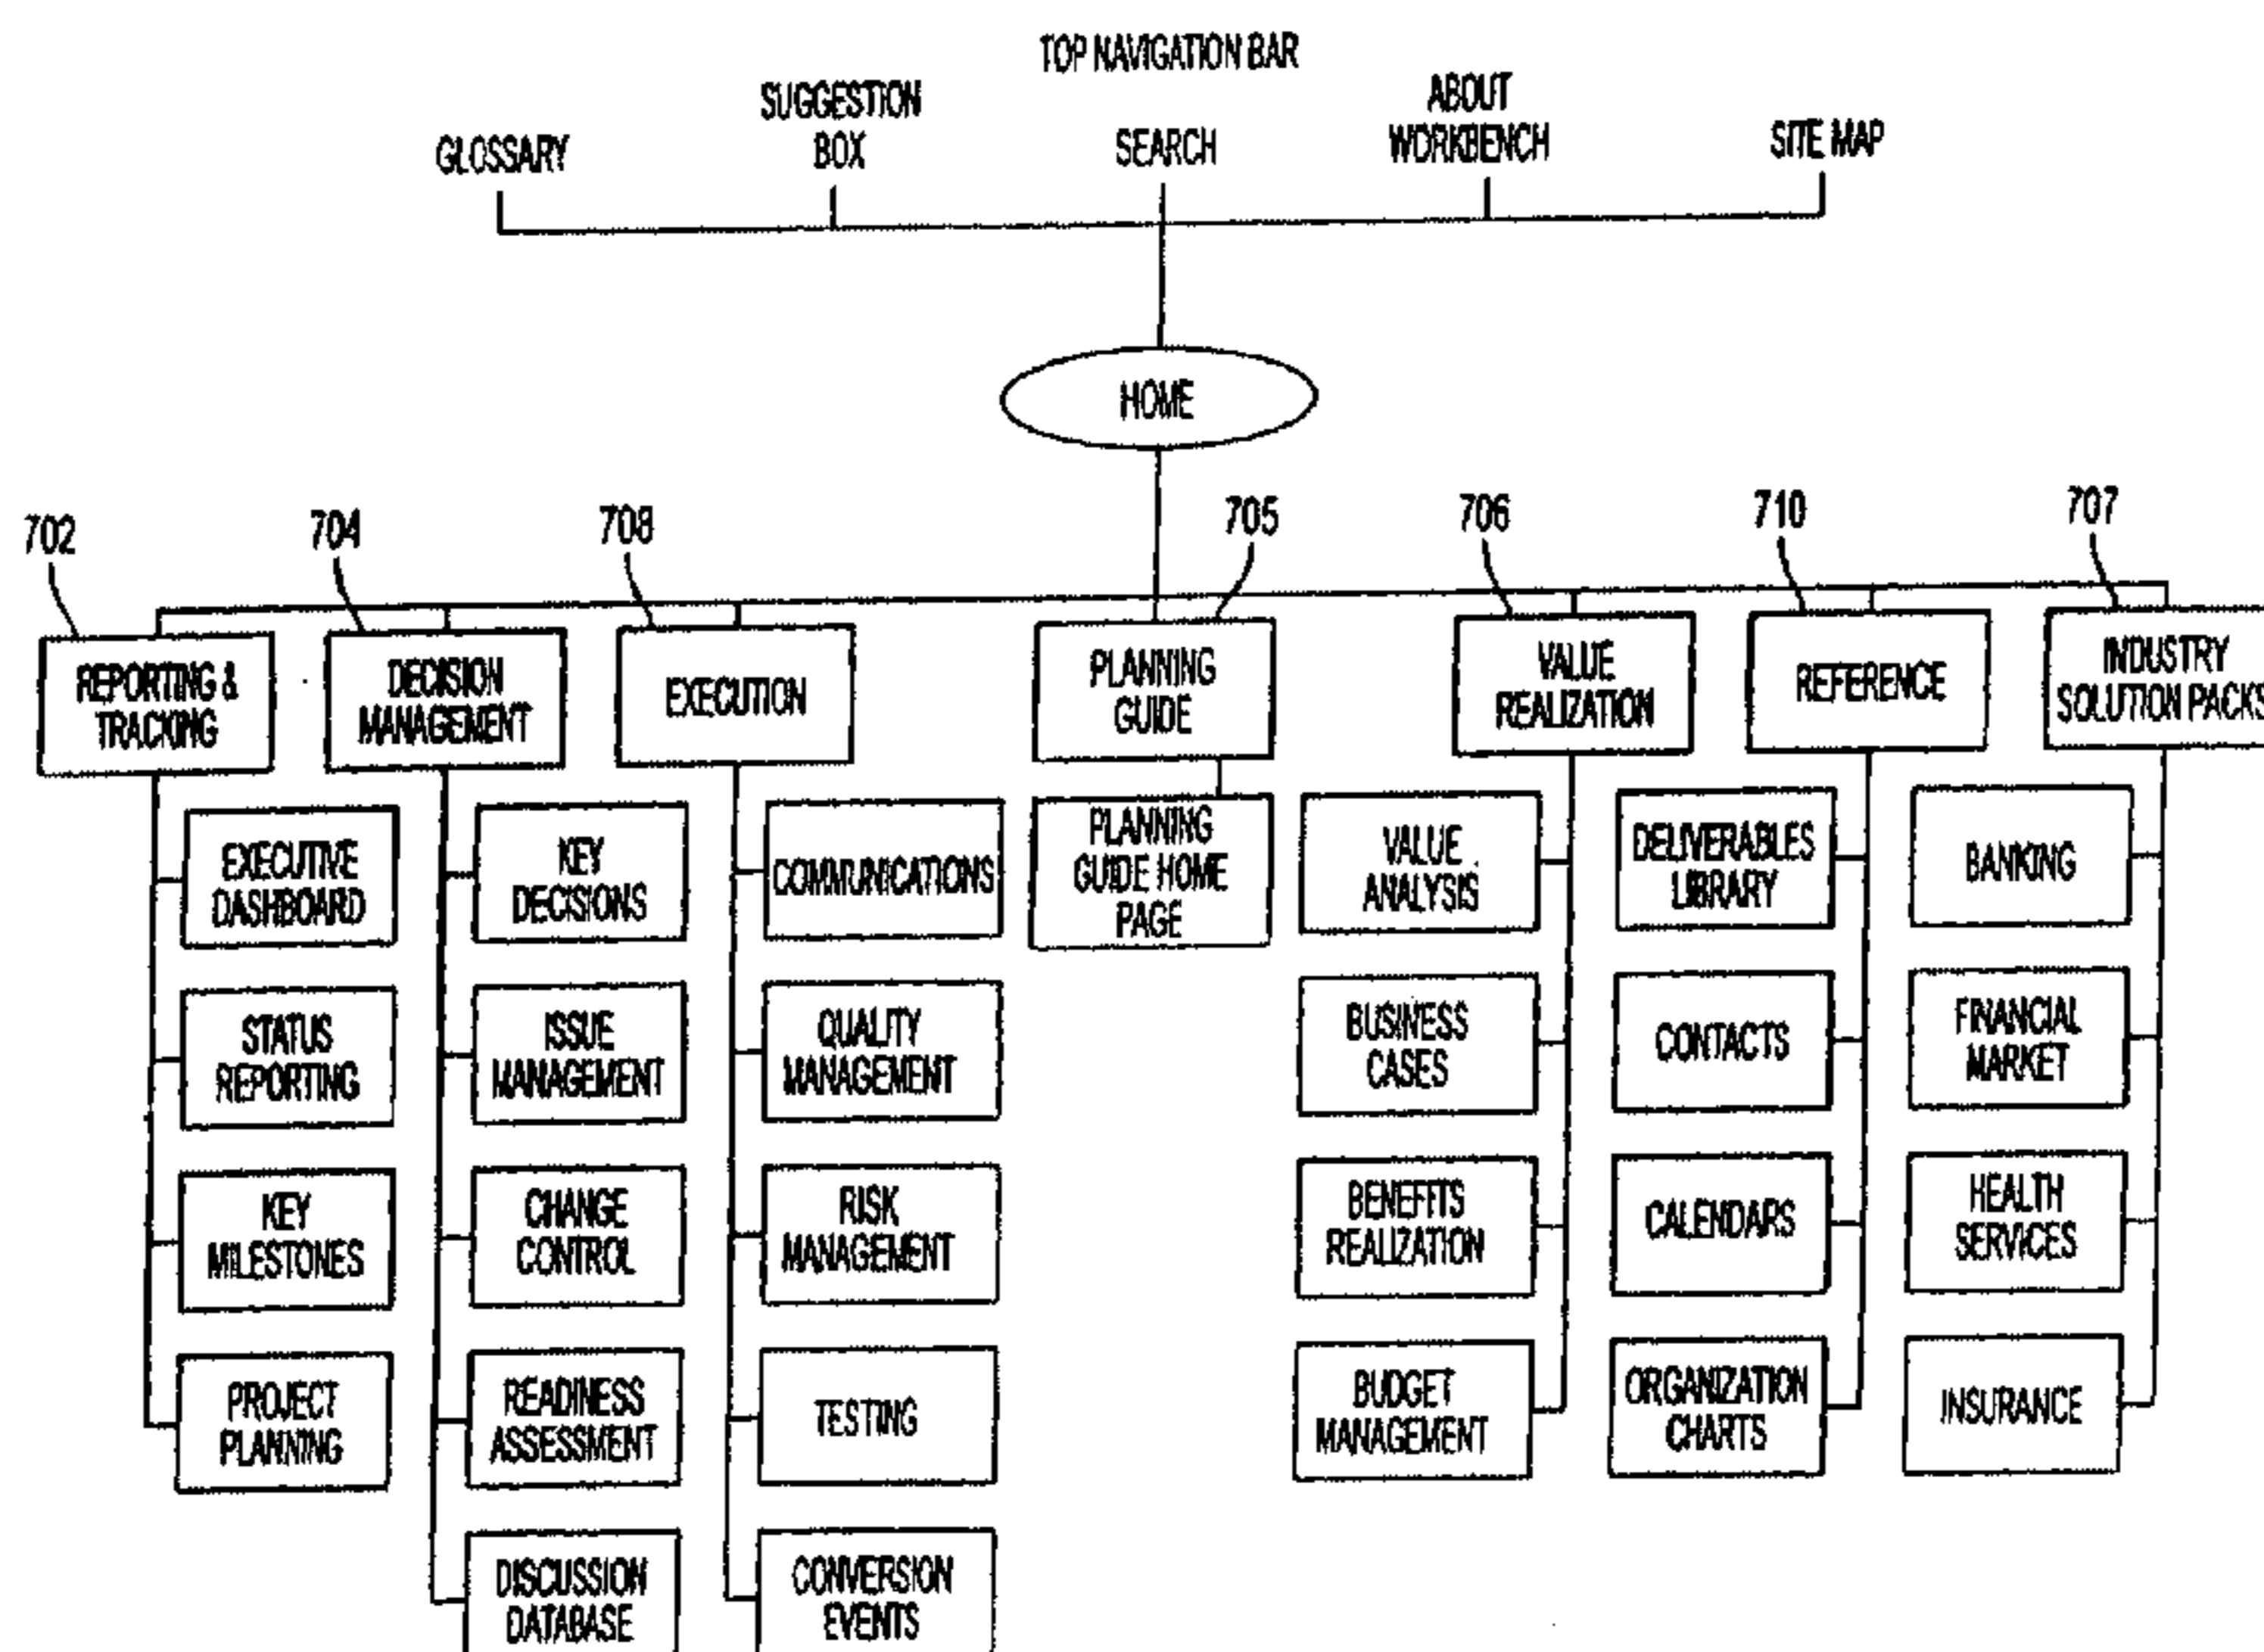 TOP NAVIGATION BAR
GLOSSARY
SUGGESTION
BOX
SEARCH
ABOUT
WORKBENCH
SITE MAP
HOME
702
704
708
705
706
710
707
REPORTING &
TRACKING
DECISION
MANAGEMENT
EXECUTION
PLANNING
GUIDE
VALUE
REALIZATION
REFERENCE
INDUSTRY
SOLUTION PACKS
EXECUTIVE
DASHBOARD
KEY
DECISIONS
COMMUNICATIONS
PLANNING
GUIDE HOME
PAGE
VALUE
ANALYSIS
DELIVERABLES
LIBRARY
BANKING
STATUS
REPORTING
ISSUE
MANAGEMENT
QUALITY
MANAGEMENT
BUSINESS
CASES
CONTACTS
FINANCIAL
MARKET
KEY
MILESTONES
CHANGE
CONTROL
RISK
MANAGEMENT
BENEFITS
REALIZATION
CALENDARS
HEALTH
SERVICES
PROJECT
PLANNING
READINESS
ASSESSMENT
TESTING
BUDGET
MANAGEMENT
ORGANIZATION
CHARTS
INSURANCE
DISCUSSION
DATABASE
CONVERSION
EVENTS